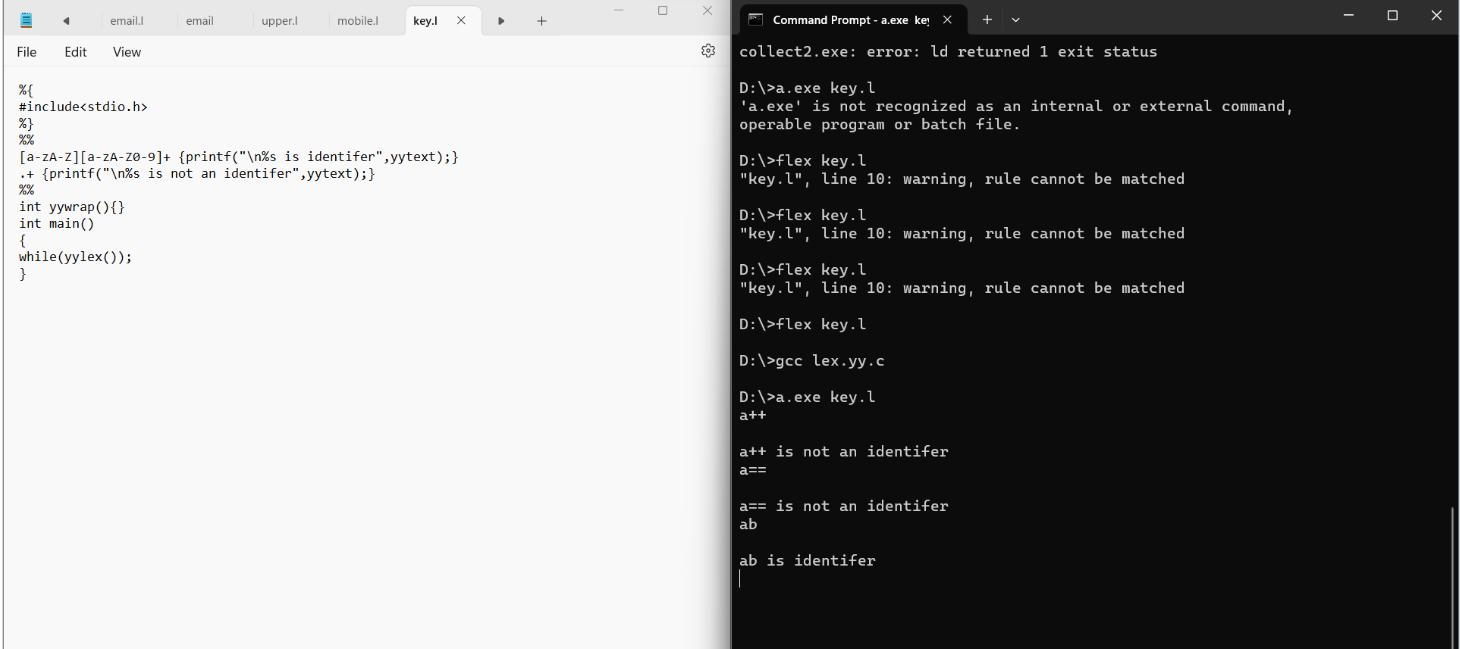 email.l
email
upper.l
mobile.l
key.l
File
Edit
View
%{
#include<stdio.h>
%}
%%
[a-zA-Z][a-zA-Z0-9]+ {printf("\n%s is identifer",yytext);}
.+ {printf("\n%s is not an identifer",yytext);}
%%
int yywrap(){}
int main()
{
while(yylex());
}
Command Prompt - a.exe key
collect2.exe: error: ld returned 1 exit status
D:\>a.exe key.l
'a.exe' is not recognized as an internal or external command,
operable program or batch file.
D:\>flex key.l
"key.l", line 10: warning, rule cannot be matched
D:\>flex key.l
"key.l", line 10: warning, rule cannot be matched
D:\>flex key.l
"key.l", line 10: warning, rule cannot be matched
D:\>flex key.l
D:\>gcc lex.yy.c
D:\>a.exe key.l
a++
a++ is not an identifer
a==
a== is not an identifer
ab
ab is identifer